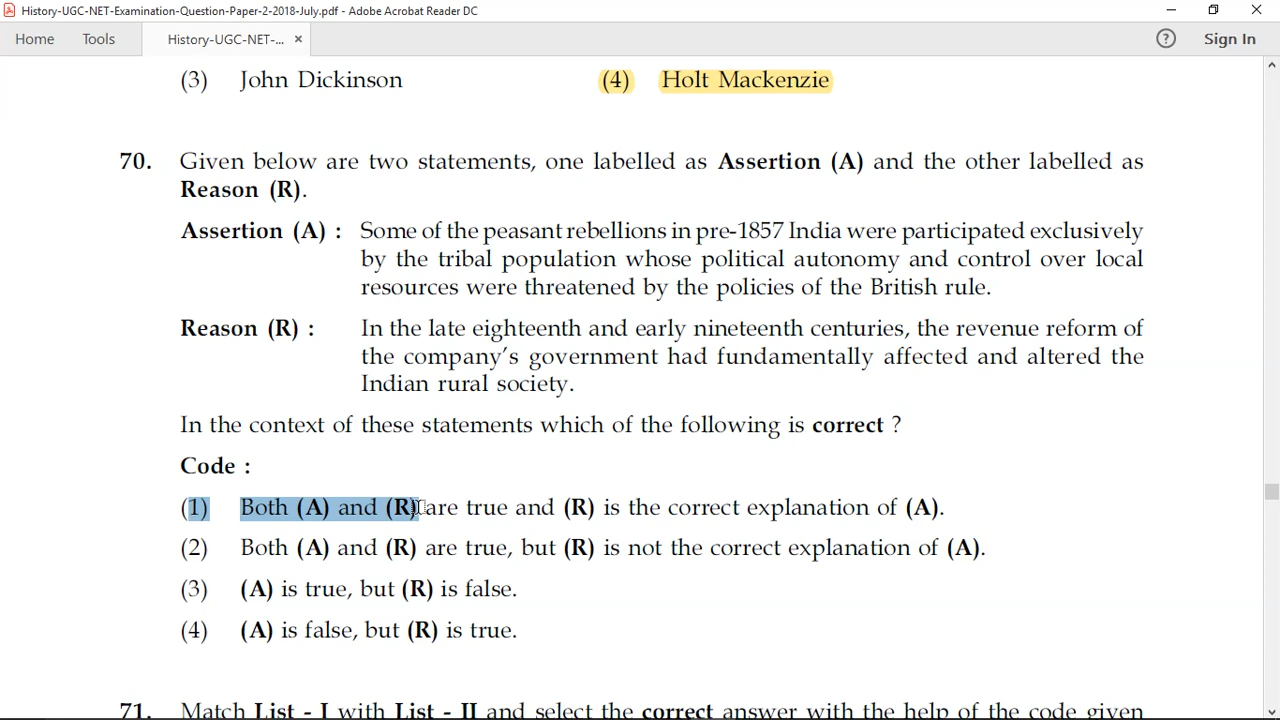 History-UGC-NET-Examination-Question-Paper-2-2018-July.pdf - Adobe Acrobat Reader DC
Home Tools History-UGC-NET-... × ? Sign In
(3) John Dickinson (4) Holt Mackenzie
70. Given below are two statements, one labelled as Assertion (A) and the other labelled as
Reason (R).
Assertion (A) : Some of the peasant rebellions in pre-1857 India were participated exclusively
by the tribal population whose political autonomy and control over local
resources were threatened by the policies of the British rule.
Reason (R) : In the late eighteenth and early nineteenth centuries, the revenue reform of
the company's government had fundamentally affected and altered the
Indian rural society.
In the context of these statements which of the following is correct ?
Code :
(1) Both (A) and (R) are true and (R) is the correct explanation of (A).
(2) Both (A) and (R) are true, but (R) is not the correct explanation of (A).
(3) (A) is true, but (R) is false.
(4) (A) is false, but (R) is true.
71. Match List - I with List - II and select the correct answer with the help of the code given